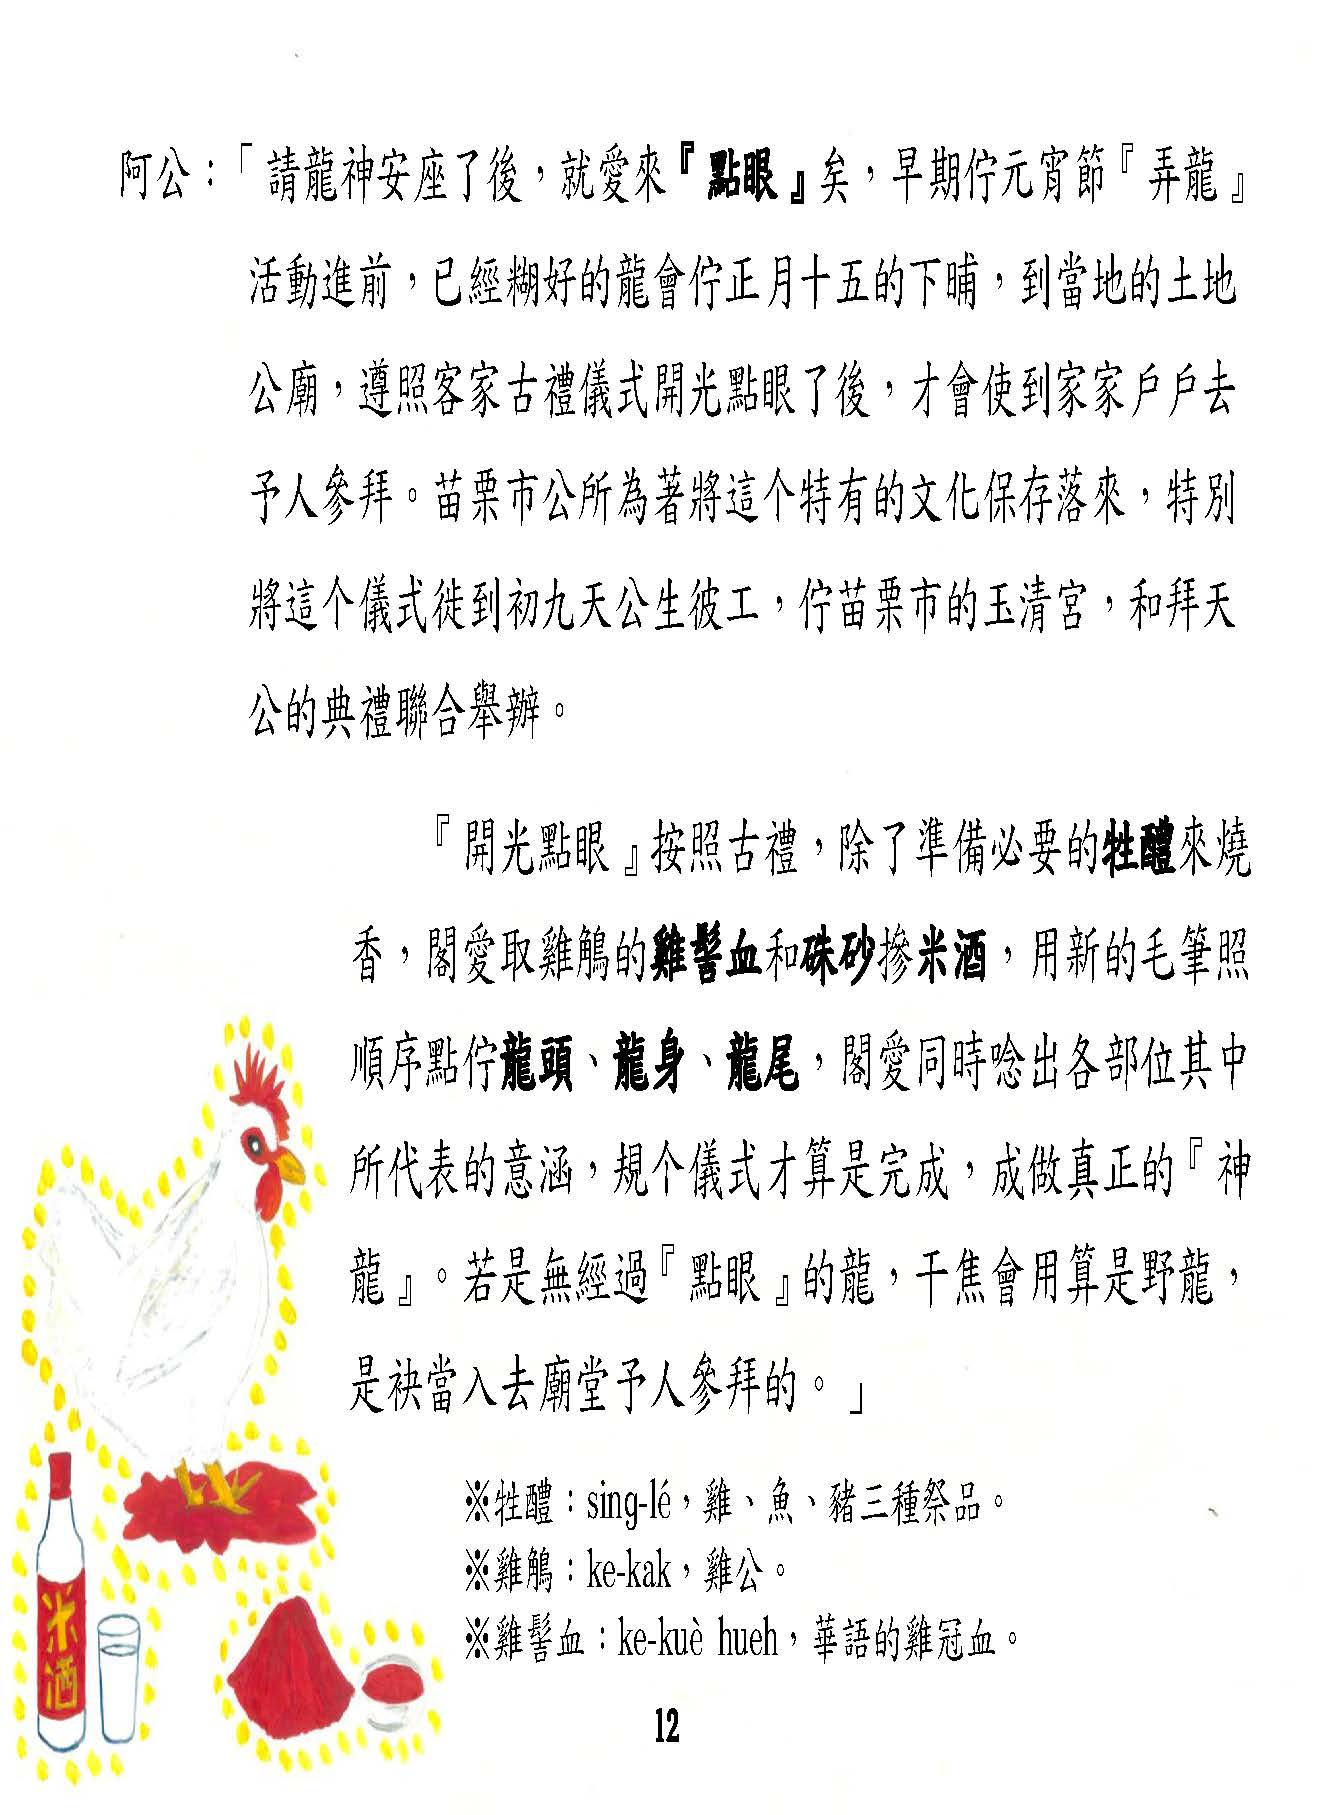 阿公：「請龍神安座了後，就愛來『點眼』矣，早期佇元宵節『弄龍』
活動進前，已經糊好的龍會佇正月十五的下晡，到當地的土地
公廟，遵照客家古禮儀式開光點眼了後，才會使到家家戶戶去
予人參拜。苗栗市公所為著將這个特有的文化保存落來，特別
將這个儀式徙到初九天公生彼工，佇苗栗市的玉清宮，和拜天
公的典禮聯合舉辦。
『開光點眼』按照古禮，除了準備必要的牲醴來燒
香，閣愛取雞鵤的雞髻血和硃砂摻米酒，用新的毛筆照
順序點佇龍頭、龍身、龍尾，閣愛同時唸出各部位其中
所代表的意涵，規个儀式才算是完成，成做真正的『神
龍』。若是無經過『點眼』的龍，干焦會用算是野龍，
是袂當入去廟堂予人參拜的。」
※牲醴：sing-lé，雞、魚、豬三種祭品。
※雞鵤：ke-kak，雞公。
※雞髻血：ke-kuè hueh，華語的雞冠血。
米酒
12